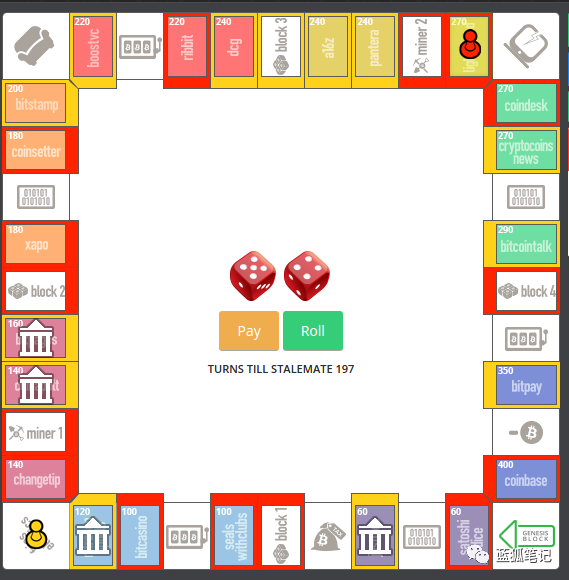 220
boostvc
220
ribbit
240
dcg
block 3
240
a16z
240
pantera
miner 2
270
200
bitstamp
270
coindesk
180
coinsetter
270
cryptocoins
news
010101
0101010
010101
0101010
180
xapo
290
bitcointalk
block 2
block 4
160
140
Pay
Roll
TURNS TILL STALEMATE 197
350
bitpay
miner 1
140
changetip
400
coinbase
120
100
bitcasino
100
seals
withclubs
block 1
60
010101
0101010
60
GENESIS
BLOCK
蓝狐笔记